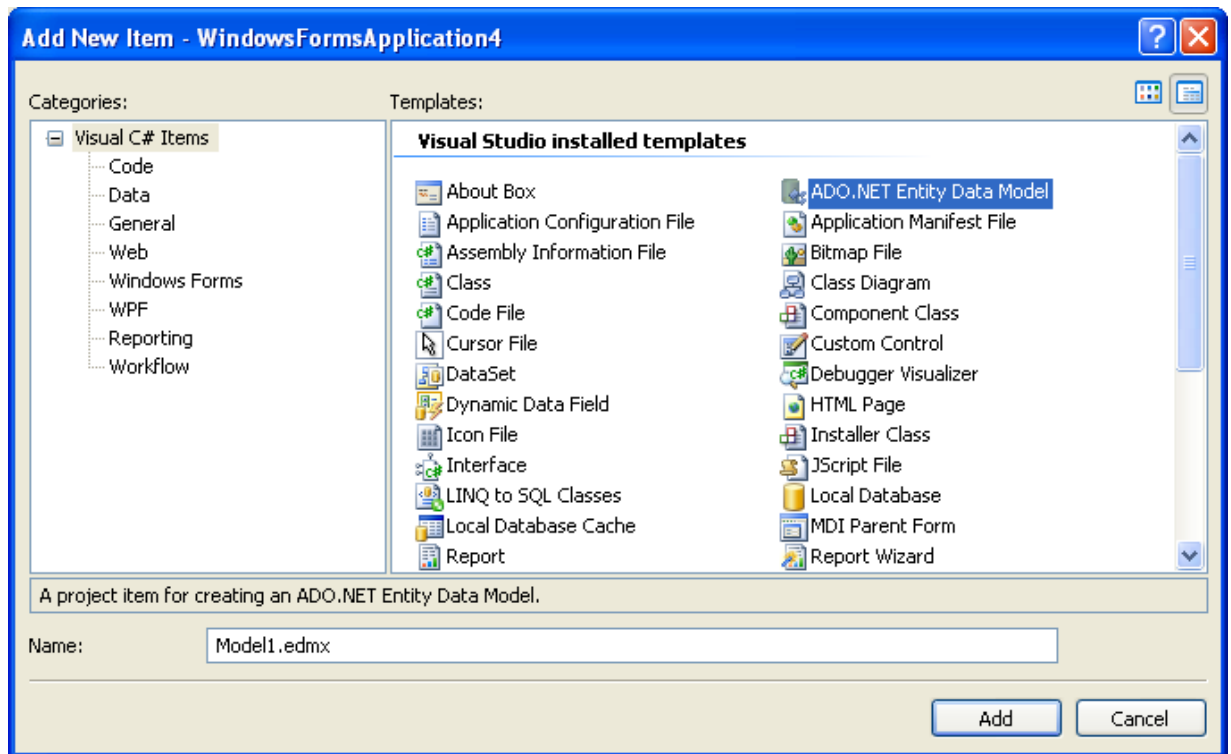 Add New Item - WindowsFormsApplication4
Categories:
Templates:
Visual C# Items
Code
Data
General
Web
Windows Forms
WPF
Reporting
Workflow
Visual Studio installed templates
About Box
ADO.NET Entity Data Model
Application Configuration File
Application Manifest File
Assembly Information File
Bitmap File
Class
Class Diagram
Code File
Component Class
Cursor File
Custom Control
DataSet
Debugger Visualizer
Dynamic Data Field
HTML Page
Icon File
Installer Class
Interface
JScript File
LINQ to SQL Classes
Local Database
Local Database Cache
MDI Parent Form
Report
Report Wizard
A project item for creating an ADO.NET Entity Data Model.
Name:
Model1.edmx
Add
Cancel